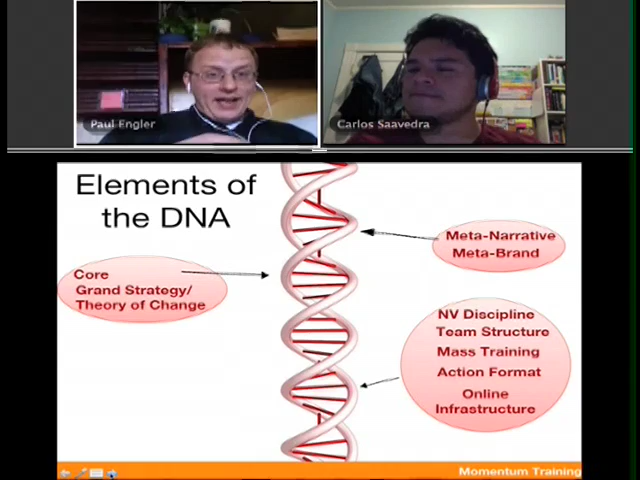 Paul Engler
Carlos Saavedra
Elements of
the DNA
Meta-Narrative
Meta-Brand
Core
Grand Strategy/
Theory of Change
NV Discipline
Team Structure
Mass Training
Action Format
Online
Infrastructure
Momentum Training